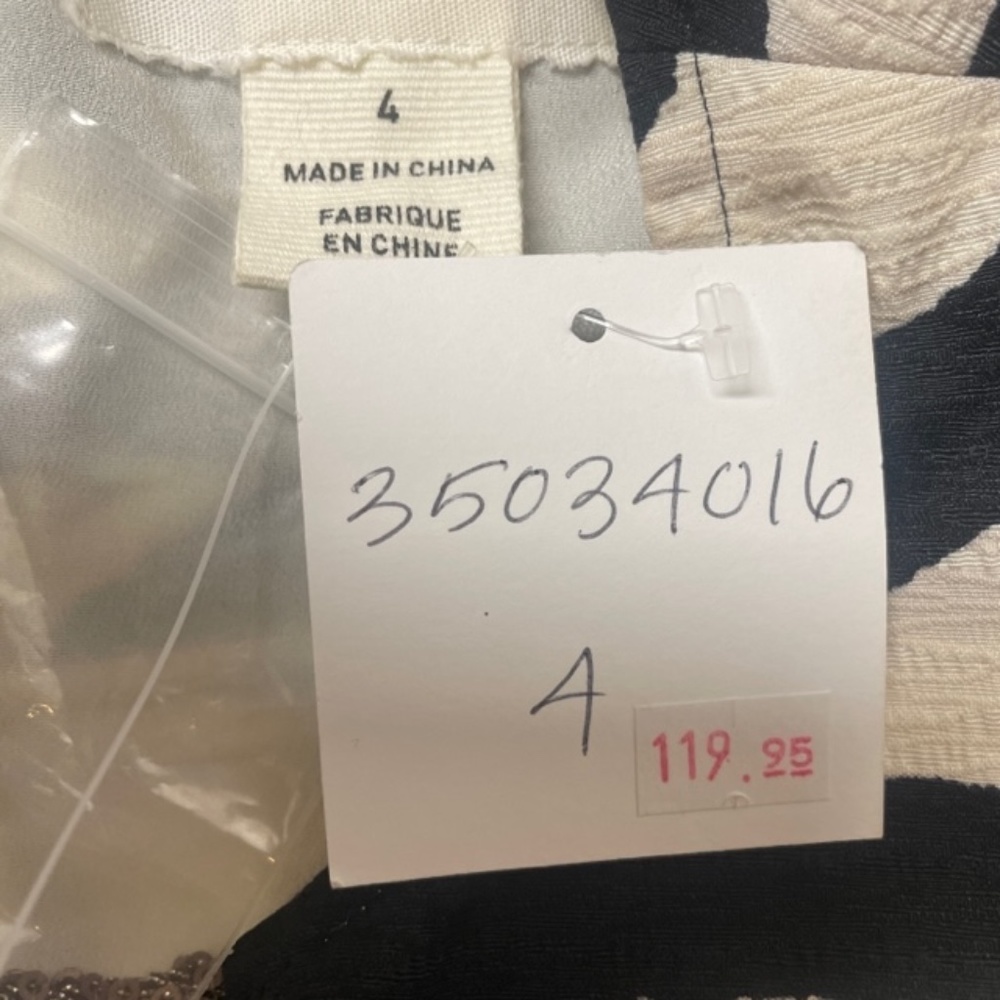 4
MADE IN CHINA
FABRIQUE
EN CHINE
35034016
4
119.95